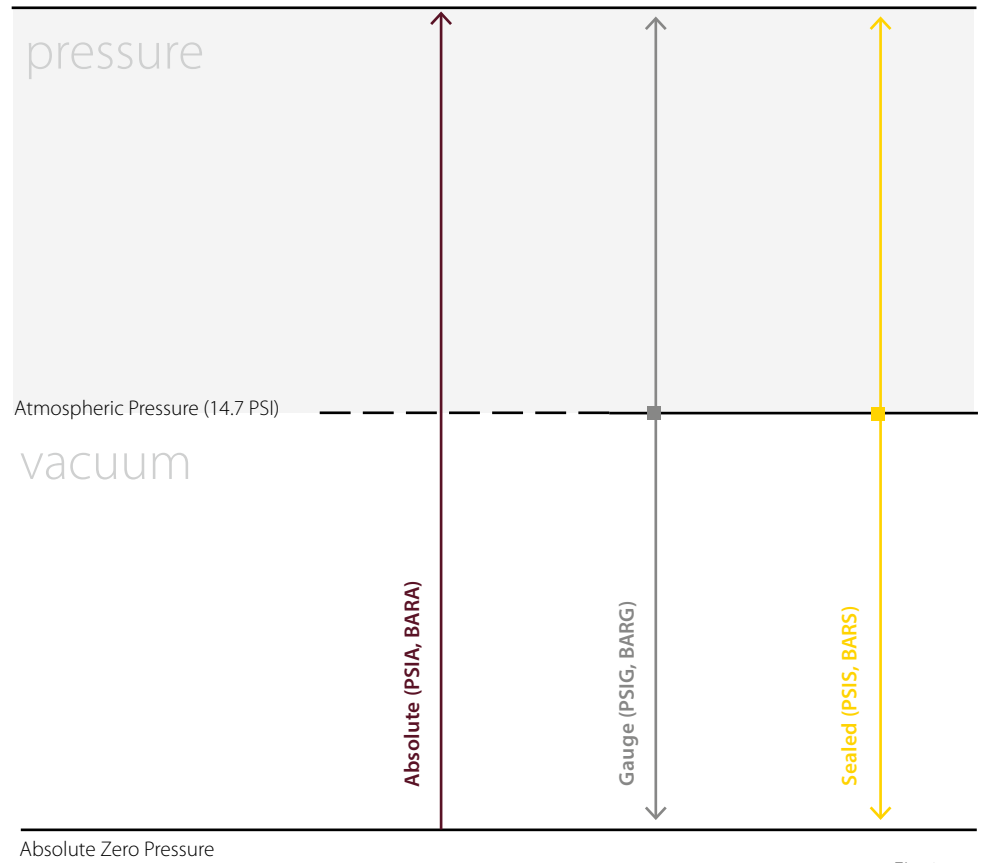 pressure
Atmospheric Pressure (14.7 PSI)
vacuum
Absolute (PSIA, BARA)
Gauge (PSIG, BARG)
Sealed (PSIS, BARS)
Absolute Zero Pressure